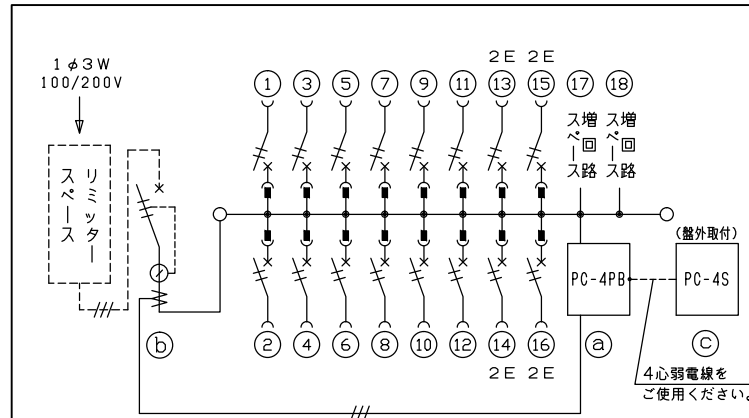 1φ3W
100/200V
リミッター
スペース
2E 2E
① ③ ⑤ ⑦ ⑨ ⑪ ⑬ ⑮ ⑰ ⑱
増回路
スペース
増回路
スペース
(盤外取付)
PC-4PB
PC-4S
ⓑ ② ④ ⑥ ⑧ ⑩ ⑫ ⑭ ⑯ ⓐ ⓒ
2E 2E
4心弱電線を
ご使用ください。